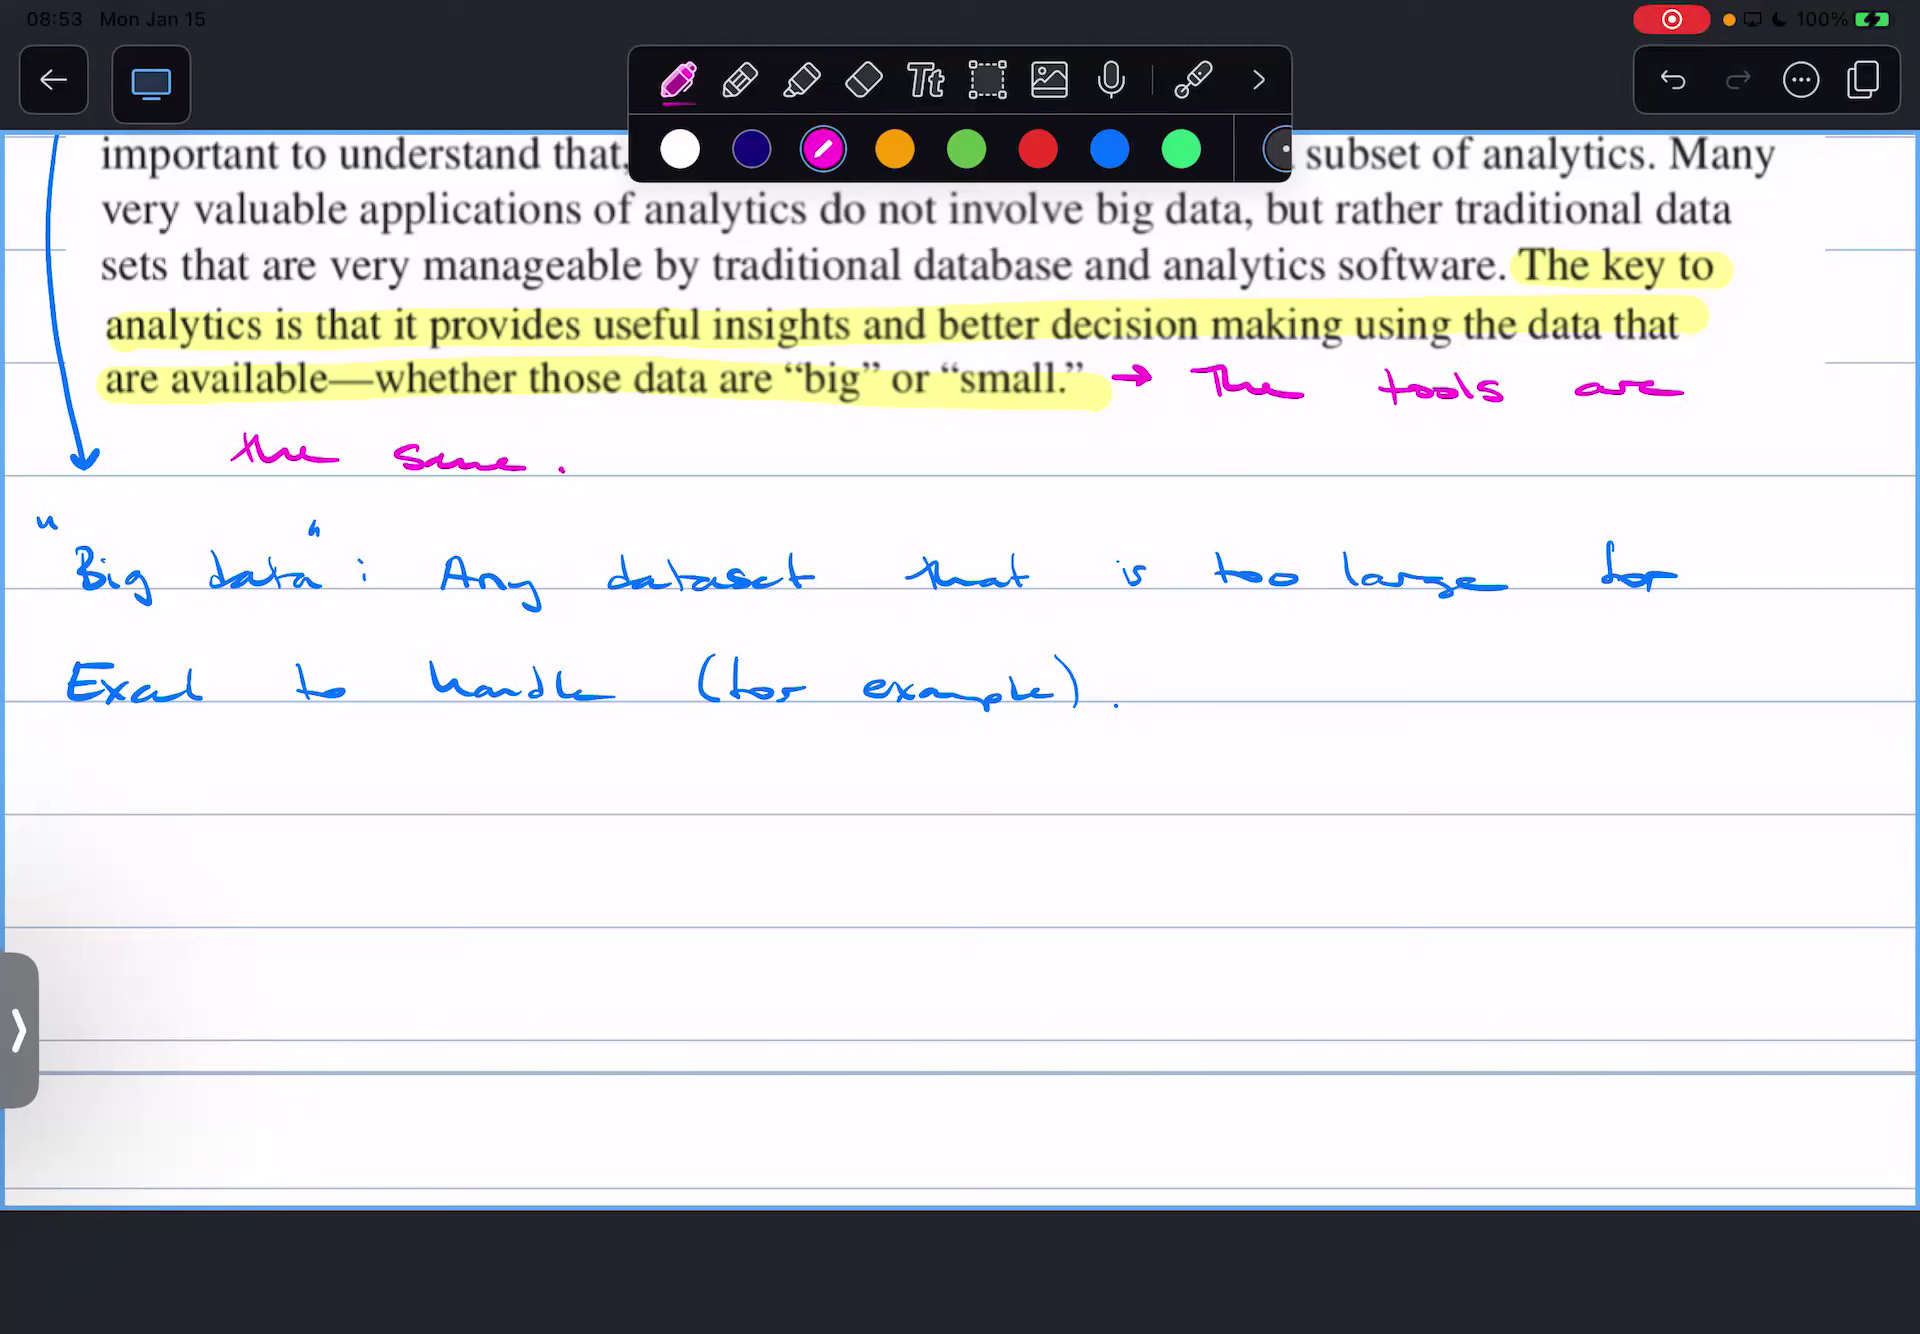 08:53 Mon Jan 15
100%
Tt
important to understand that, subset of analytics. Many
very valuable applications of analytics do not involve big data, but rather traditional data
sets that are very manageable by traditional database and analytics software. The key to
analytics is that it provides useful insights and better decision making using the data that
are available—whether those data are “big” or “small.” → The tools are
the same.
"Big data": Any dataset that is too large for
Excel to handle (for example).